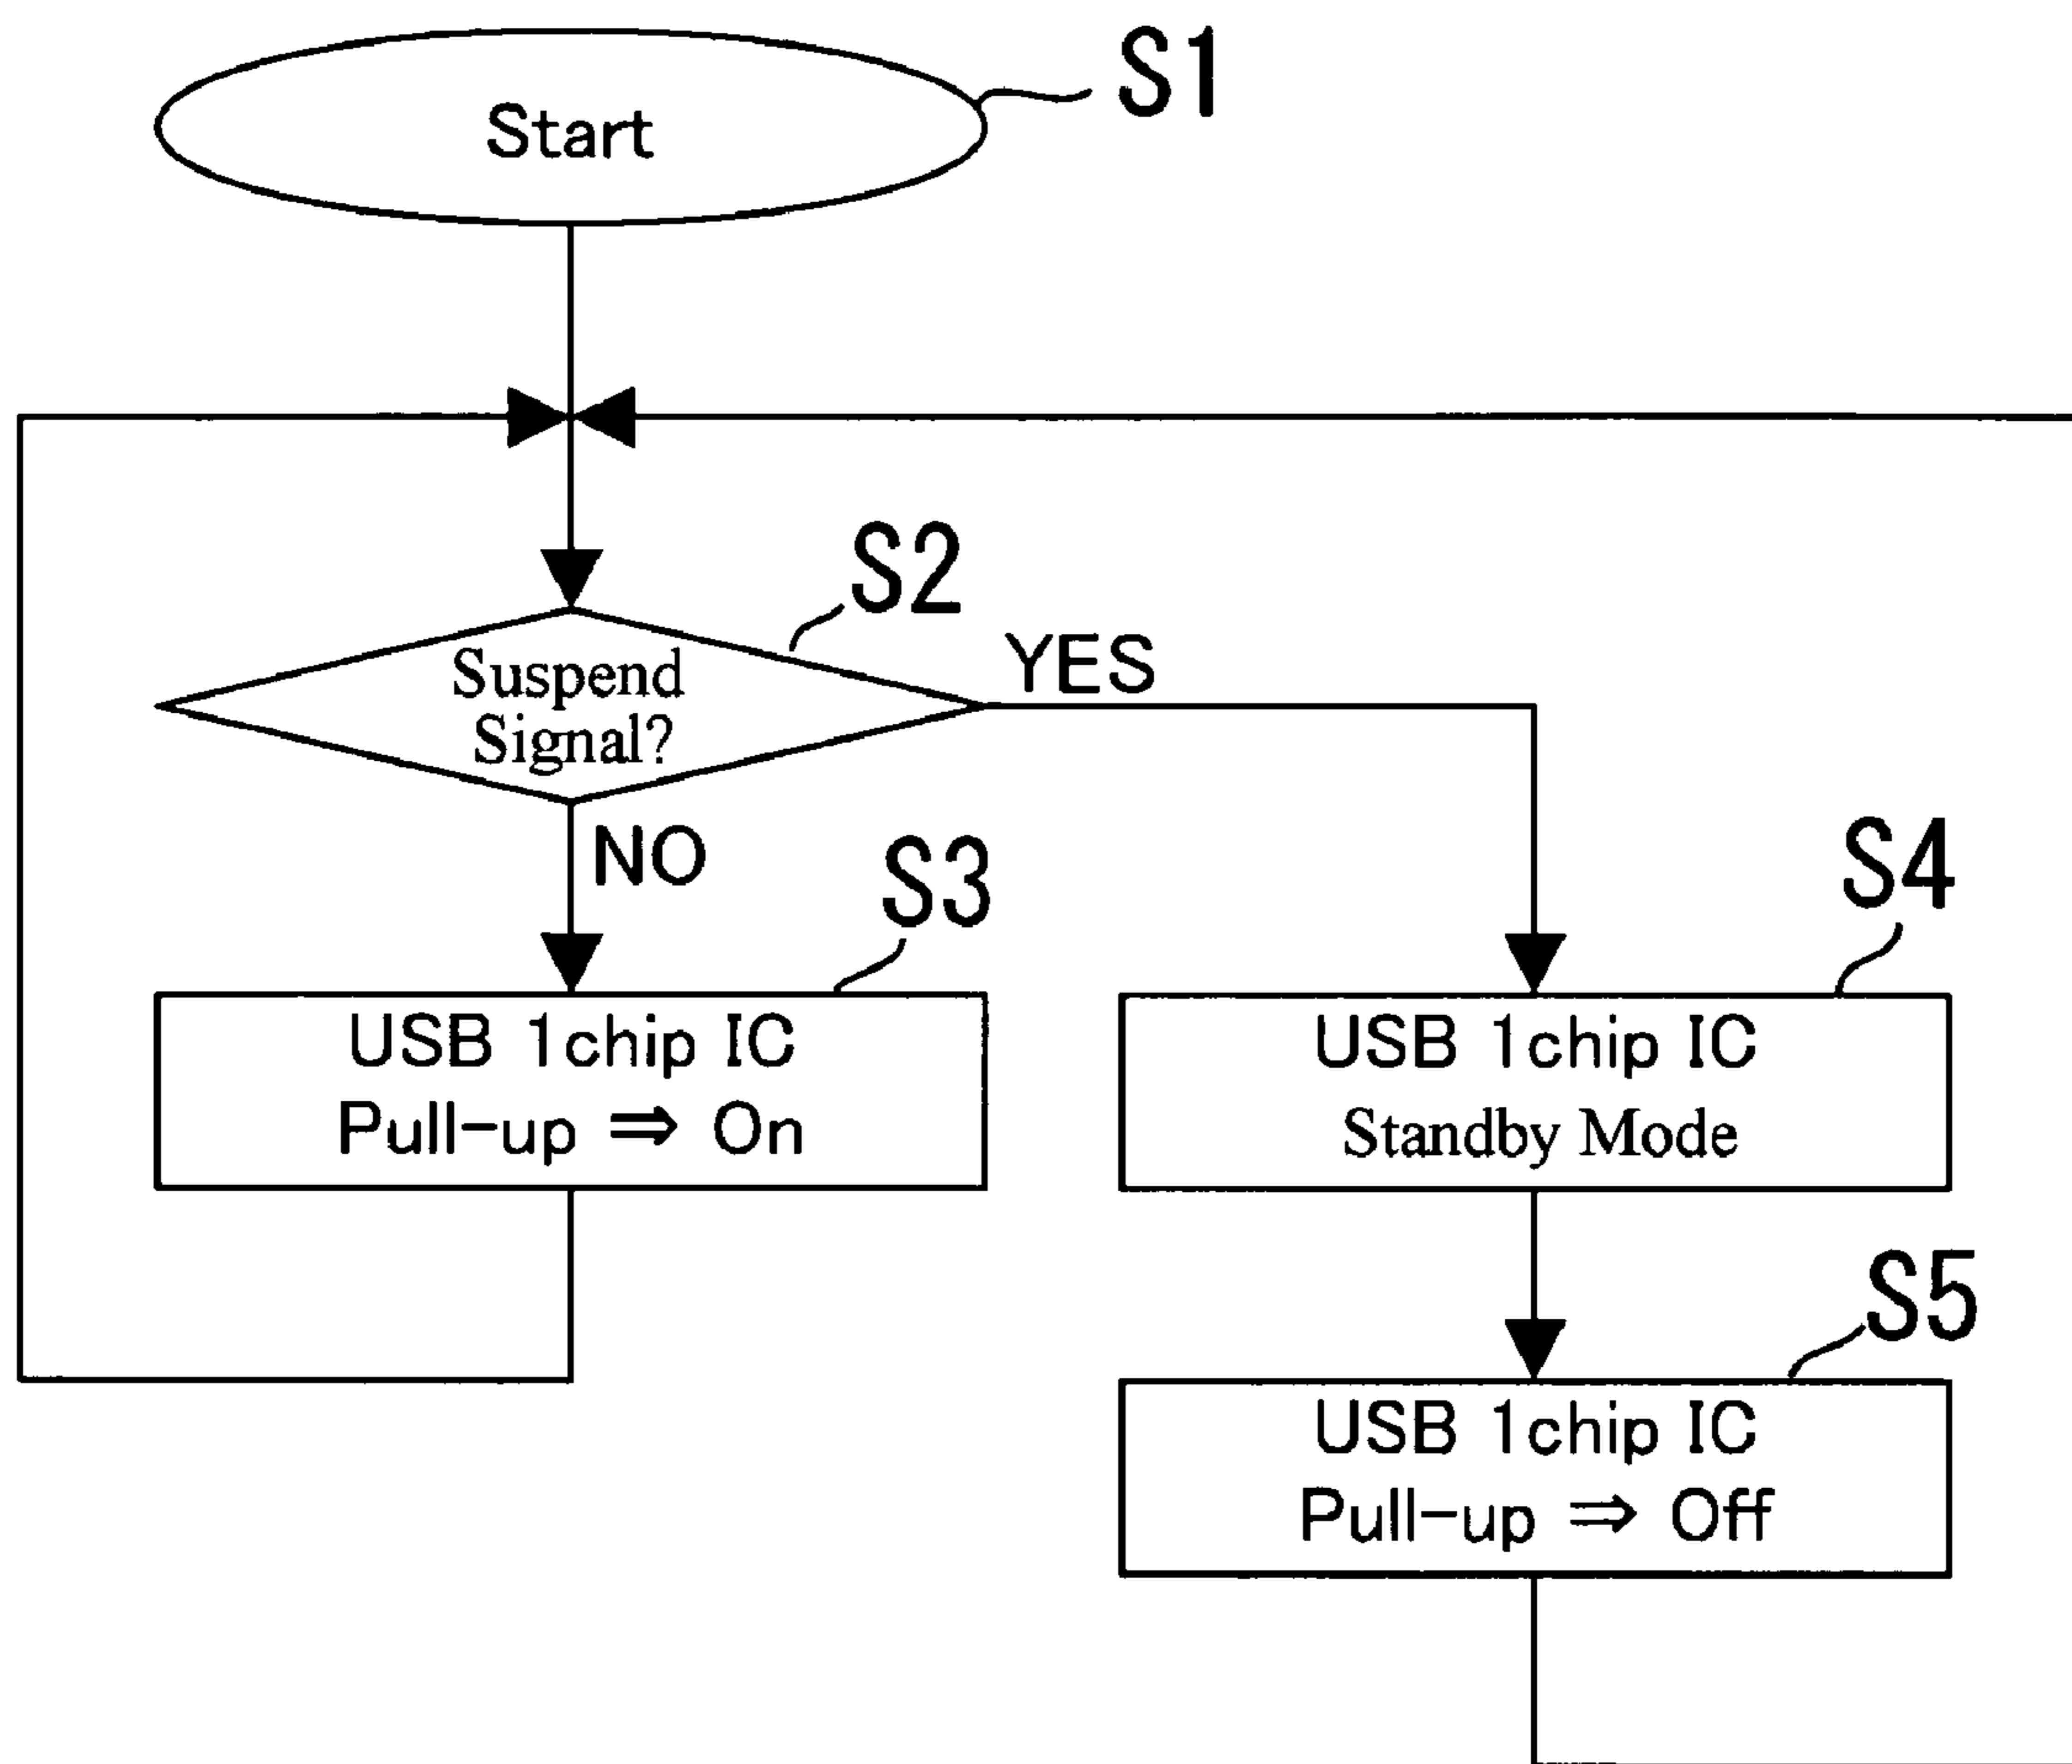 Start
S1
S2
Suspend
Signal?
YES
NO
S3
S4
USB 1chip IC
Pull-up ⇒ On
USB 1chip IC
Standby Mode
S5
USB 1chip IC
Pull-up ⇒ Off